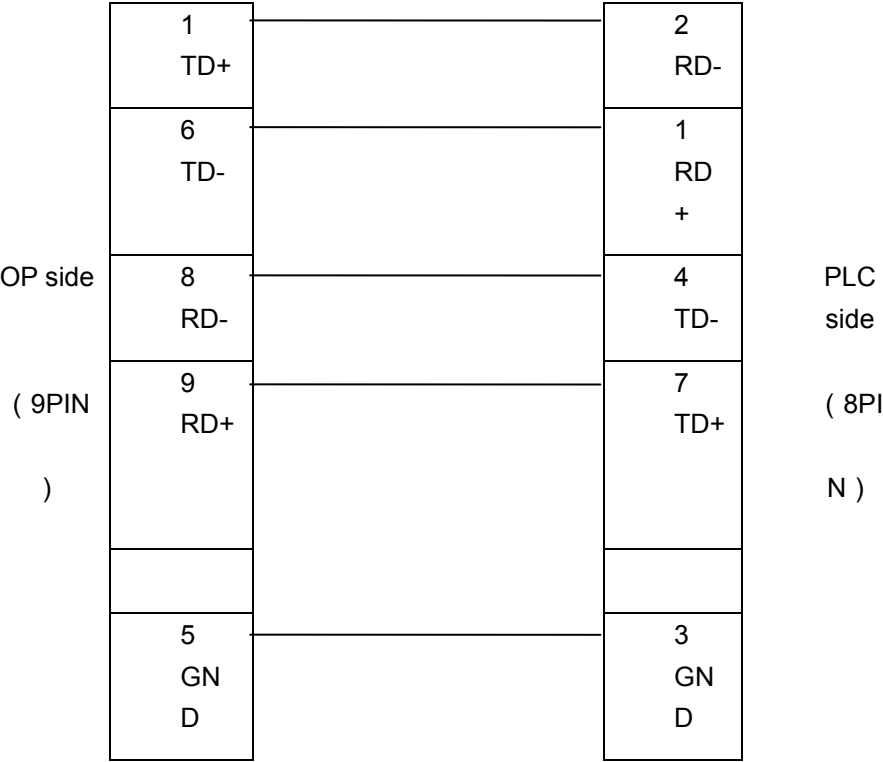 1
TD+
2
RD-
6
TD-
1
RD
+
OP side
( 9PIN
)
8
RD-
4
TD-
PLC
side
( 8PI
N )
9
RD+
7
TD+
5
GN
D
3
GN
D